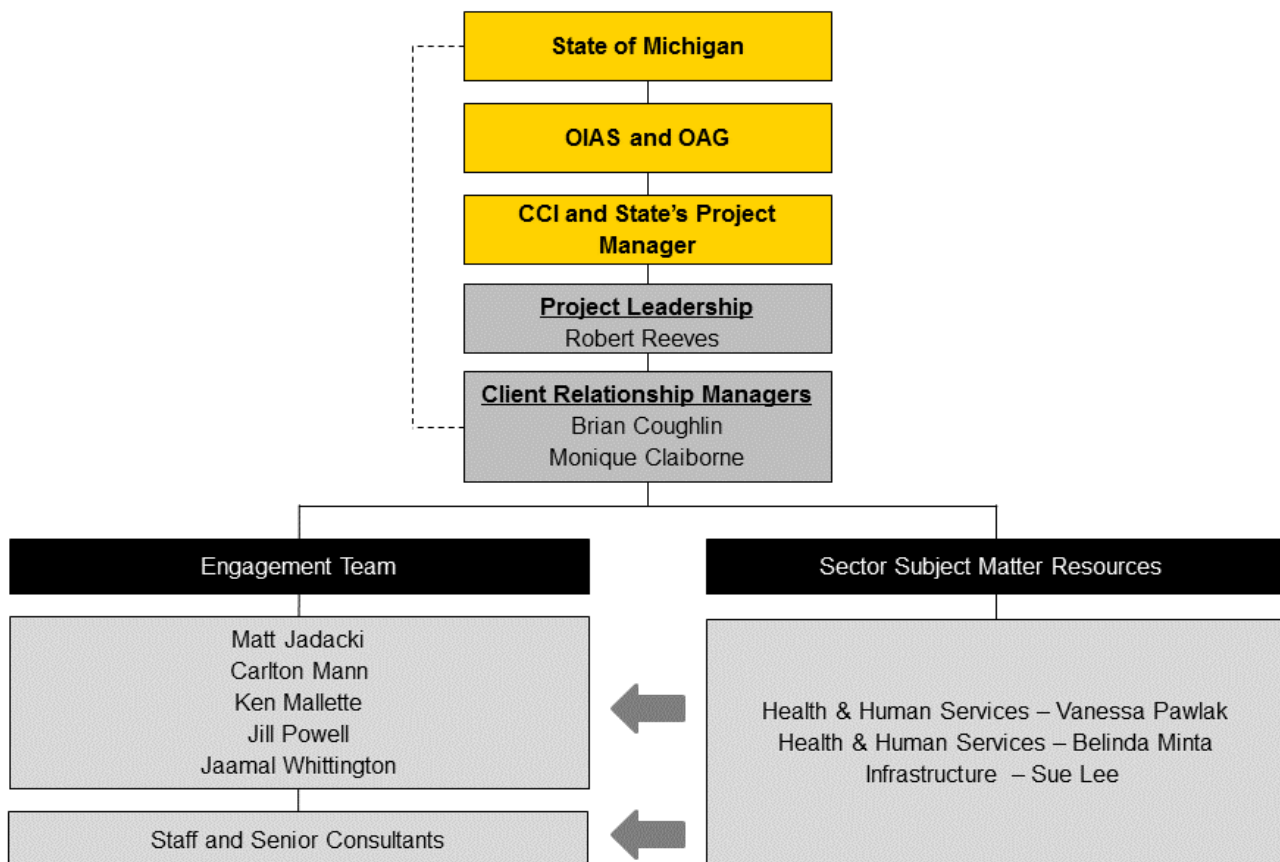 State of Michigan
OIAS and OAG
CCI and State’s Project
Manager
Project Leadership
Robert Reeves
Client Relationship Managers
Brian Coughlin
Monique Claiborne
Engagement Team
Matt Jadacki
Carlton Mann
Ken Mallette
Jill Powell
Jaamal Whittington
Staff and Senior Consultants
Sector Subject Matter Resources
Health & Human Services – Vanessa Pawlak
Health & Human Services – Belinda Minta
Infrastructure – Sue Lee